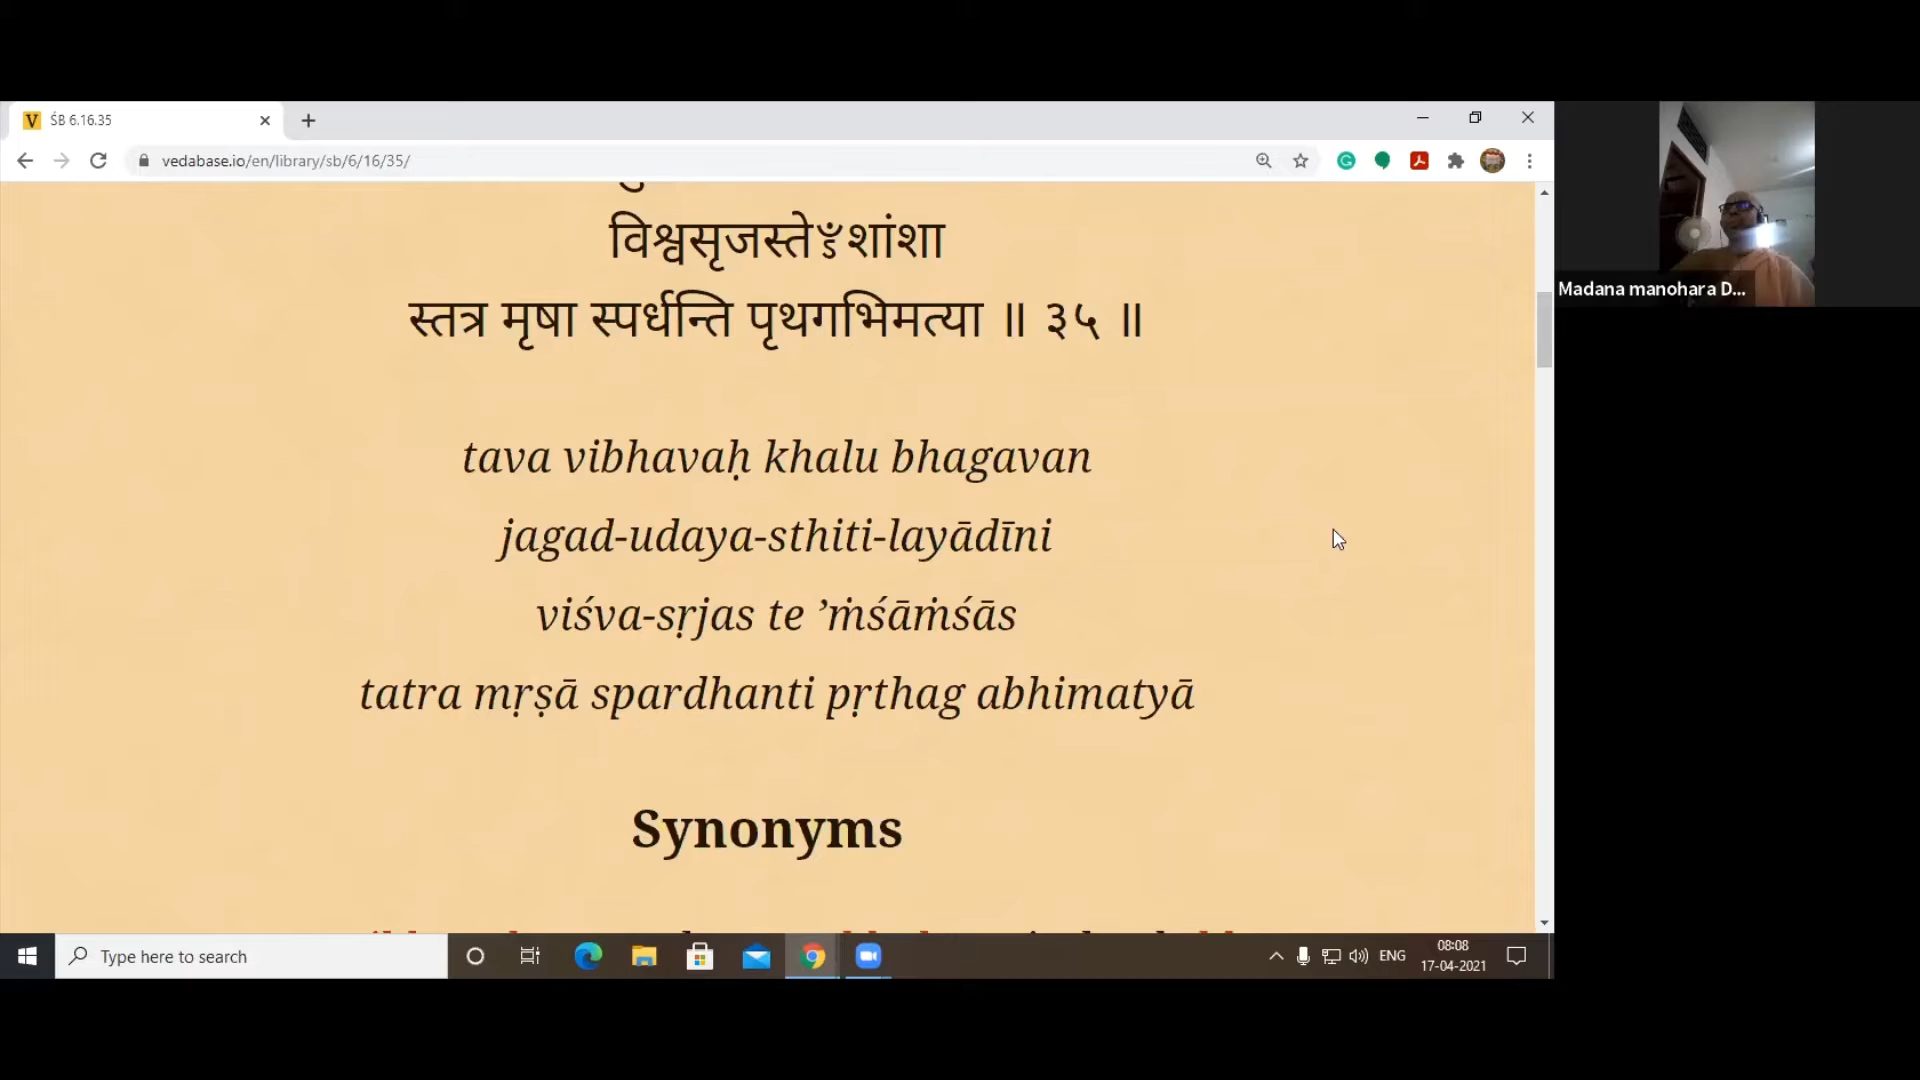 ŚB 6.16.35
vedabase.io/en/library/sb/6/16/35/
विश्वसृजस्तेꣷशांशा
स्तत्र मृषा स्पर्धन्ति पृथगभिमत्या ॥ ३५ ॥
tava vibhavaḥ khalu bhagavan
jagad-udaya-sthiti-layādīni
viśva-sṛjas te ’ṁśāṁśās
tatra mṛṣā spardhanti pṛthag abhimatyā
Synonyms
Madana manohara D...
Type here to search
ENG
08:08
17-04-2021